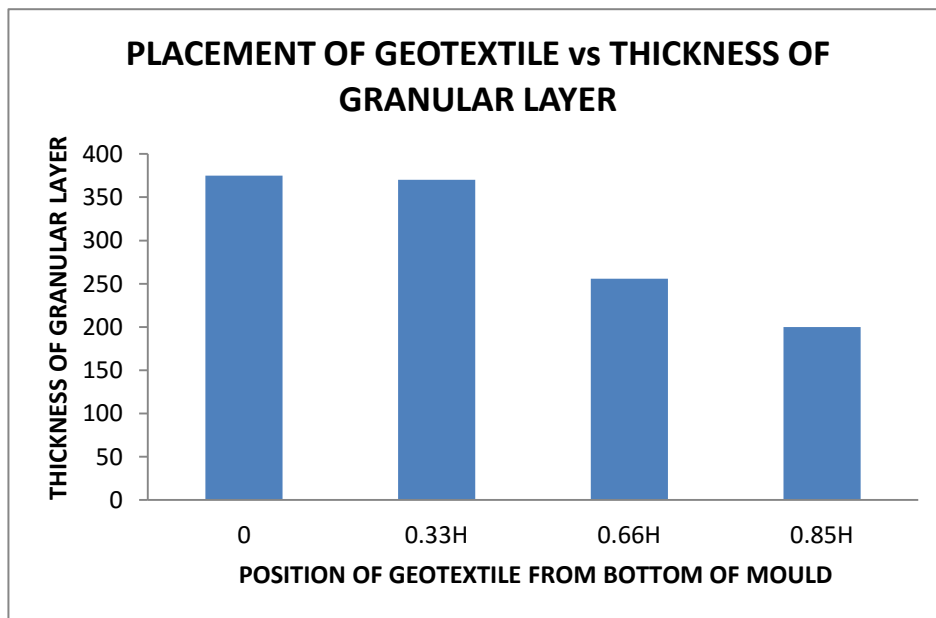 PLACEMENT OF GEOTEXTILE vs THICKNESS OF
GRANULAR LAYER
THICKNESS OF GRANULAR LAYER
400
350
300
250
200
150
100
50
0
0 0.33H 0.66H 0.85H
POSITION OF GEOTEXTILE FROM BOTTOM OF MOULD